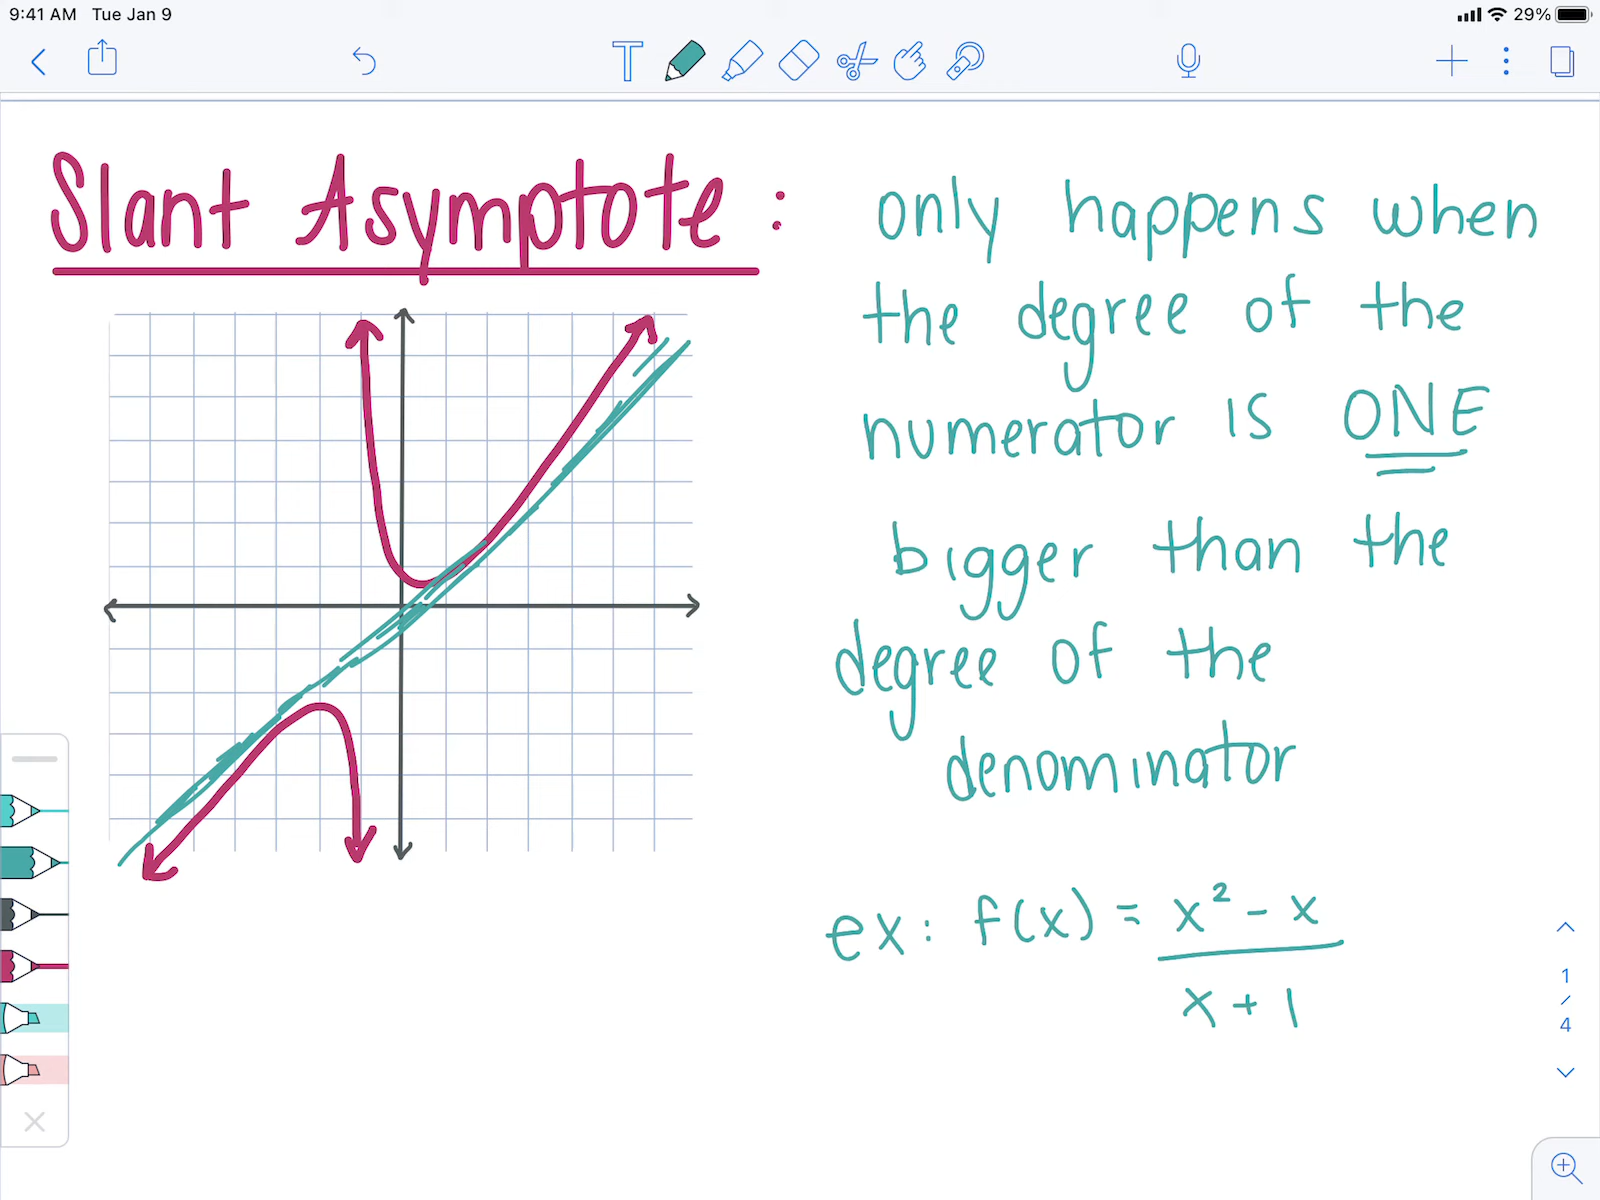 9:41 AM Tue Jan 9
29%
T
Slant Asymptote :
only happens when
the degree of the
numerator is ONE
bigger than the
degree of the
denominator
ex: f(x) = x² - x
x + 1
1
/
4